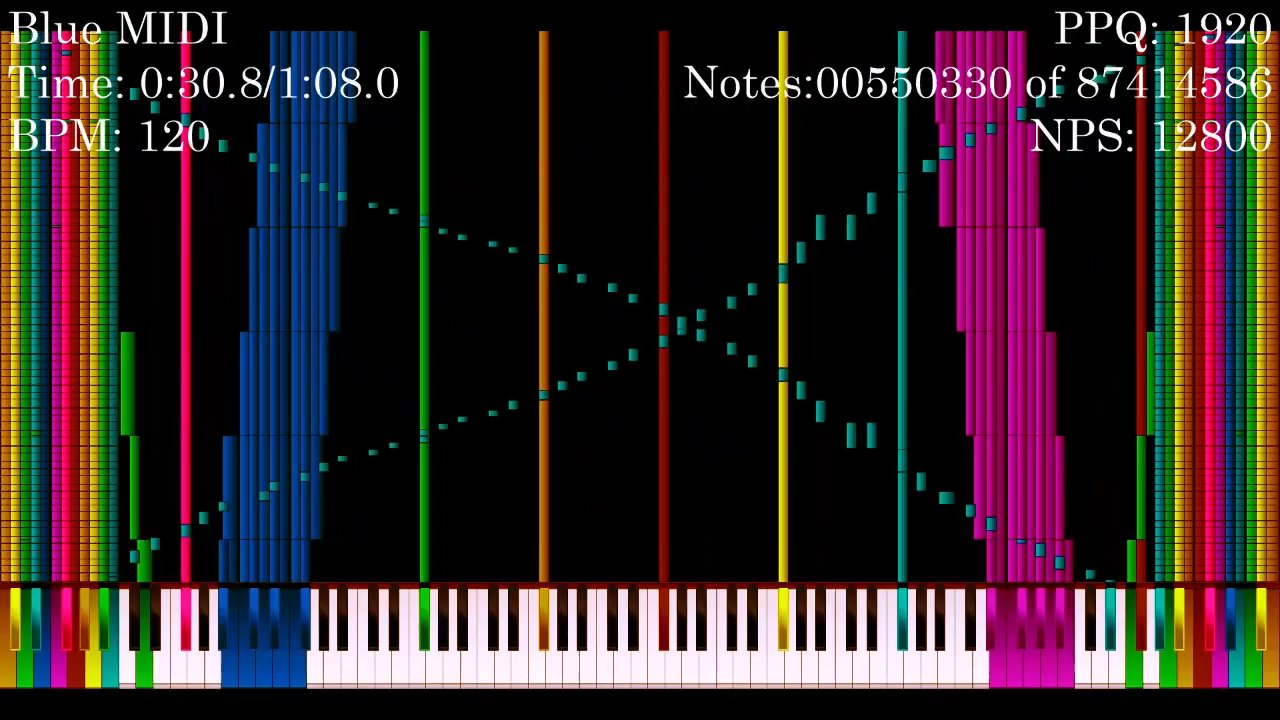 Blue MIDI
Time: 0:30.8/1:08.0
BPM: 120
PPQ: 1920
Notes:00550330 of 87414586
NPS: 12800